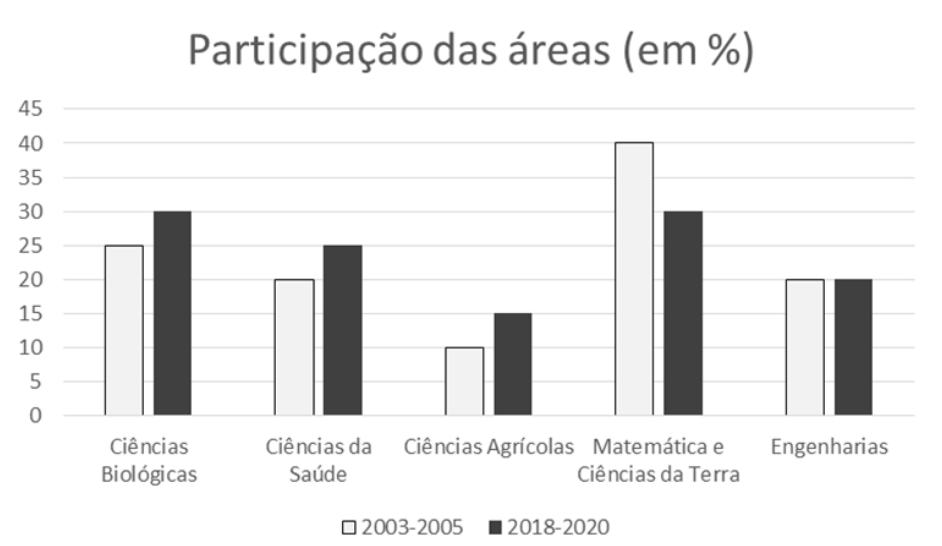 Participação das áreas (em %)
45
40
35
30
25
20
15
10
5
0
Ciências
Biológicas
Ciências da
Saúde
Ciências Agrícolas
Matemática e
Ciências da Terra
Engenharias
2003-2005
2018-2020